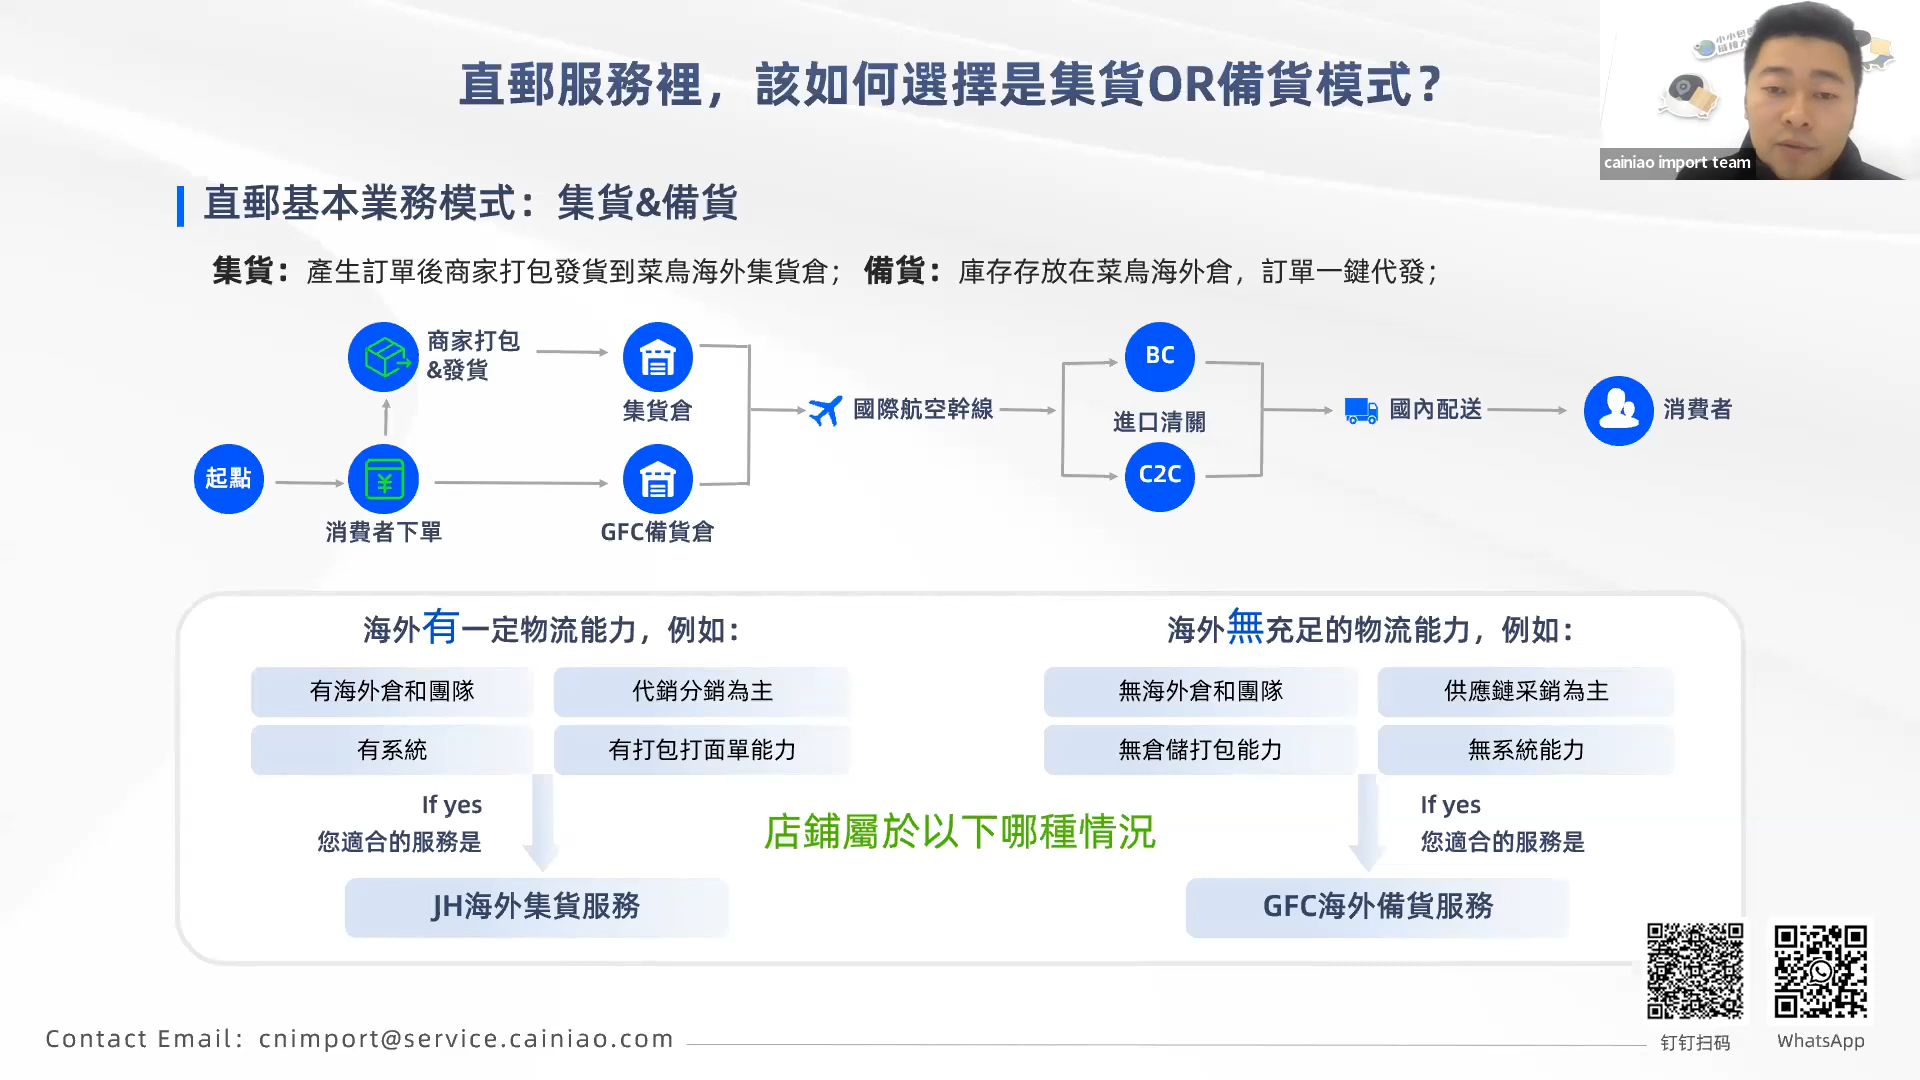 直郵服務裡，該如何選擇是集貨OR備貨模式？
cainiao import team
直郵基本業務模式：集貨&備貨
集貨：產生訂單後商家打包發貨到菜鳥海外集貨倉；備貨：庫存存放在菜鳥海外倉，訂單一鍵代發；
商家打包
&發貨
集貨倉
起點
消費者下單
GFC備貨倉
國際航空幹線
BC
進口清關
C2C
國內配送
消費者
海外有一定物流能力，例如：
有海外倉和團隊
代銷分銷為主
有系統
有打包打面單能力
If yes
您適合的服務是
JH海外集貨服務
店鋪屬於以下哪種情況
海外無充足的物流能力，例如：
無海外倉和團隊
供應鏈采銷為主
無倉儲打包能力
無系統能力
If yes
您適合的服務是
GFC海外備貨服務
Contact Email：cnimport@service.cainiao.com
钉钉扫码
WhatsApp